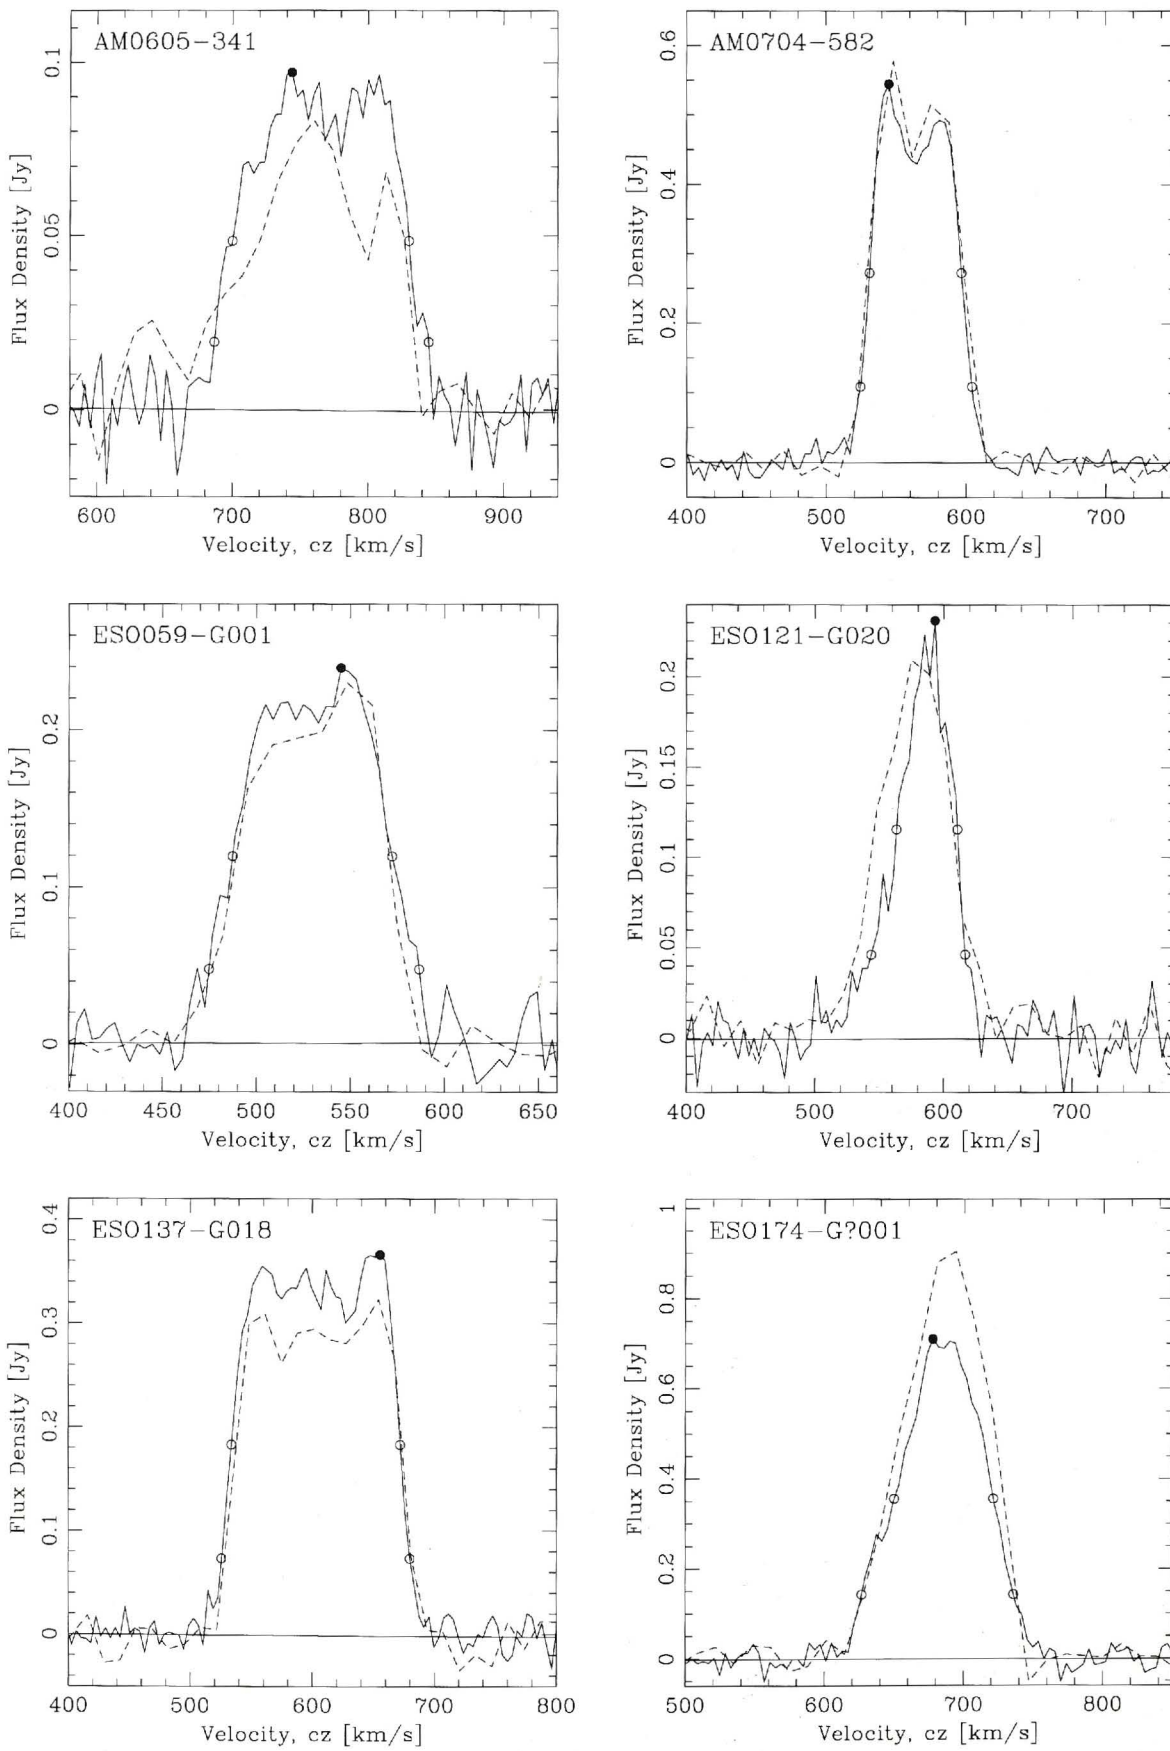 AM0605-341
0.1
0.05
0
Flux Density [Jy]
600 700 800 900
Velocity, cz [km/s]
AM0704-582
0.6
0.4
0.2
0
Flux Density [Jy]
400 500 600 700
Velocity, cz [km/s]
ESO059-G001
0.2
0.1
0
Flux Density [Jy]
400 450 500 550 600 650
Velocity, cz [km/s]
ESO121-G020
0.2
0.15
0.1
0.05
0
Flux Density [Jy]
400 500 600 700
Velocity, cz [km/s]
ESO137-G018
0.4
0.3
0.2
0.1
0
Flux Density [Jy]
400 500 600 700 800
Velocity, cz [km/s]
ESO174-G?001
1
0.8
0.6
0.4
0.2
0
Flux Density [Jy]
500 600 700 800
Velocity, cz [km/s]